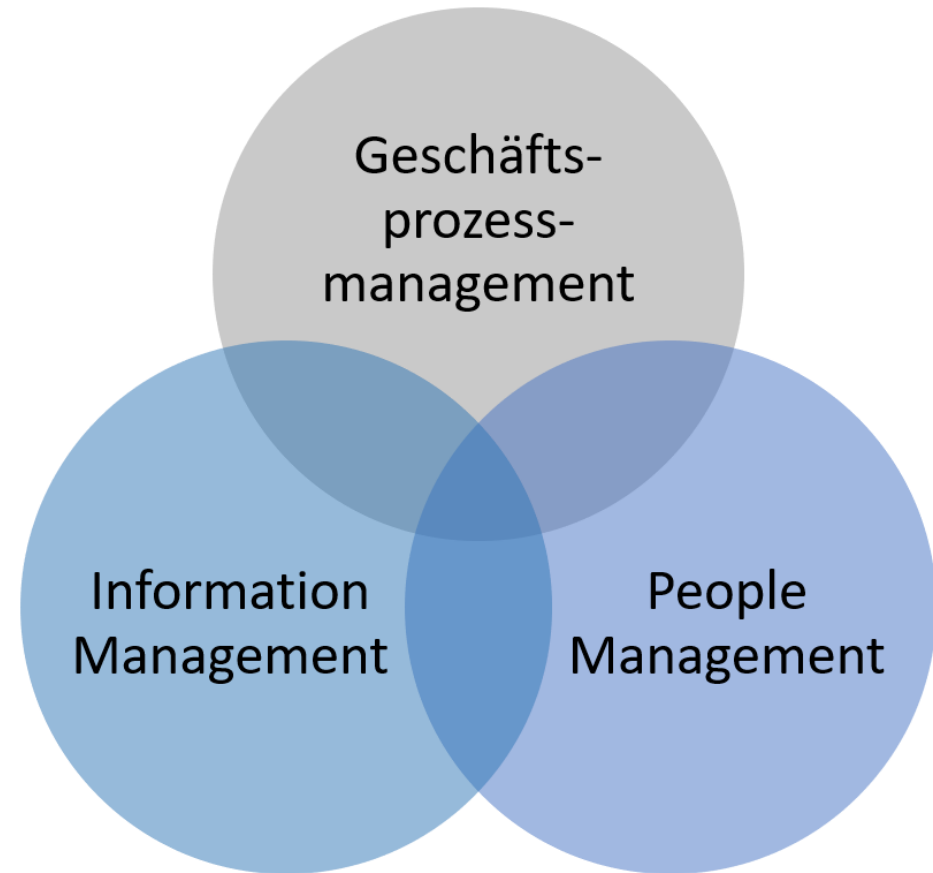 Geschäfts-
prozess-
management
Information
Management
People
Management